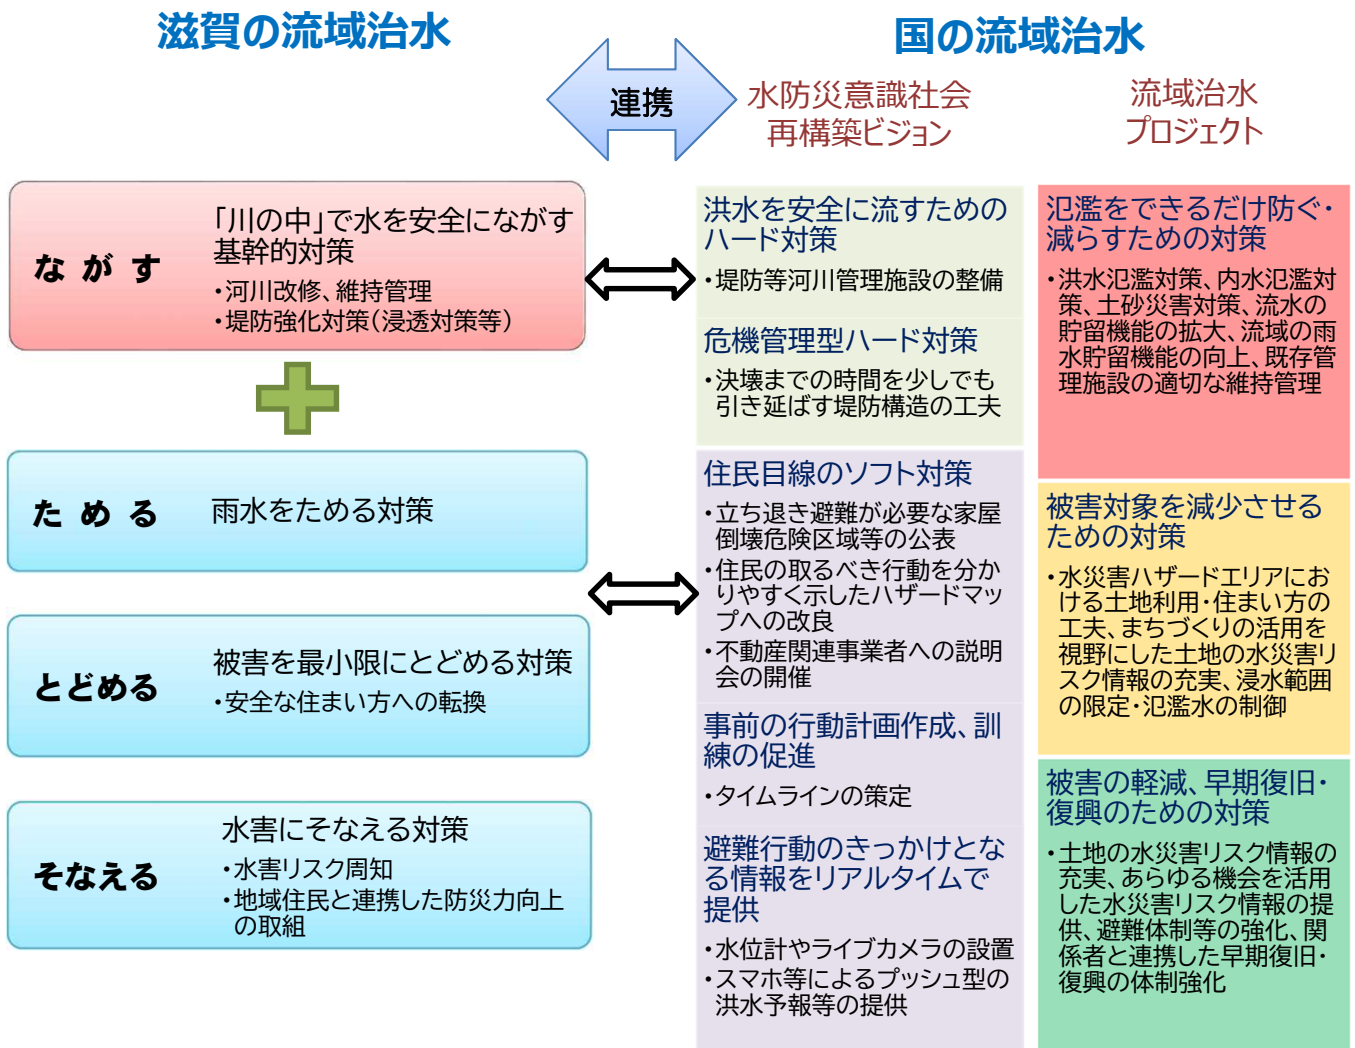 滋賀の流域治水
国の流域治水
連携
水防災意識社会
再構築ビジョン
流域治水
プロジェクト
ながす
「川の中」で水を安全にながす
基幹的対策
・河川改修、維持管理
・堤防強化対策（浸透対策等）
ためる
雨水をためる対策
とどめる
被害を最小限にとどめる対策
・安全な住まい方への転換
そなえる
水害にそなえる対策
・水害リスク周知
・地域住民と連携した防災力向上
の取組
洪水を安全に流すための
ハード対策
・堤防等河川管理施設の整備
危機管理型ハード対策
・決壊までの時間を少しでも
引き延ばす堤防構造の工夫
住民目線のソフト対策
・立ち退き避難が必要な家屋
倒壊危険区域等の公表
・住民の取るべき行動を分か
りやすく示したハザードマッ
プへの改良
・不動産関連事業者への説明
会の開催
事前の行動計画作成、訓
練の促進
・タイムラインの策定
避難行動のきっかけとな
る情報をリアルタイムで
提供
・水位計やライブカメラの設置
・スマホ等によるプッシュ型の
洪水予報等の提供
氾濫をできるだけ防ぐ・
減らすための対策
・洪水氾濫対策、内水氾濫対
策、土砂災害対策、流水の
貯留機能の拡大、流域の雨
水貯留機能の向上、既存管
理施設の適切な維持管理
被害対象を減少させる
ための対策
・水災害ハザードエリアにお
ける土地利用・住まい方の
工夫、まちづくりの活用を
視野にした土地の水災害リ
スク情報の充実、浸水範囲
の限定・氾濫水の制御
被害の軽減、早期復旧・
復興のための対策
・土地の水災害リスク情報の
充実、あらゆる機会を活用
した水災害リスク情報の提
供、避難体制等の強化、関
係者と連携した早期復旧・
復興の体制強化